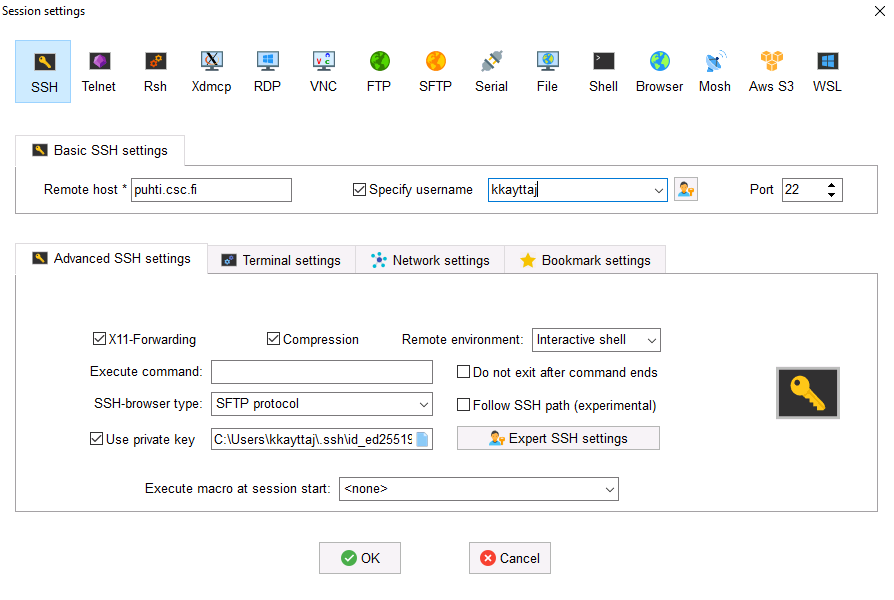 Session settings
SSH Telnet Rsh Xdmcp RDP VNC FTP SFTP Serial File Shell Browser Mosh Aws S3 WSL
Basic SSH settings
Remote host * puhti.csc.fi Specify username kkayttaj Port 22
Advanced SSH settings Terminal settings Network settings Bookmark settings
X11-Forwarding Compression Remote environment: Interactive shell
Execute command: Do not exit after command ends
SSH-browser type: SFTP protocol Follow SSH path (experimental)
Use private key C:\Users\kkayttaj\.ssh\id_ed25519 Expert SSH settings
Execute macro at session start: <none>
OK Cancel